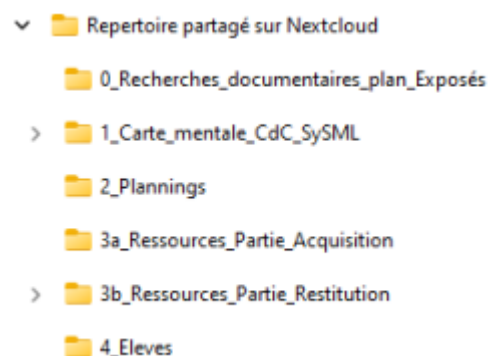 Repertoire partagé sur Nextcloud
0_Recherches_documentaires_plan_Exposés
1_Carte_mentale_CdC_SySML
2_Plannings
3a_Ressources_Partie_Acquisition
3b_Ressources_Partie_Restitution
4_Eleves